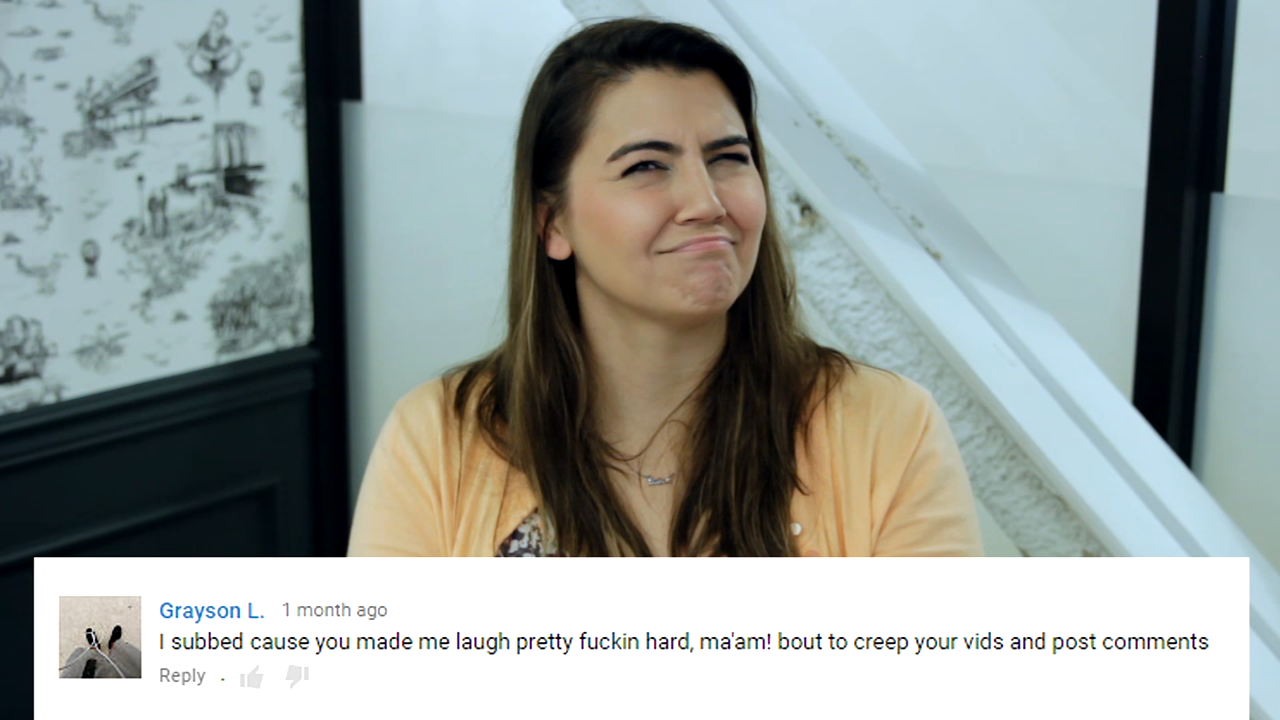 Grayson L. 1 month ago
I subbed cause you made me laugh pretty fuckin hard, ma'am! bout to creep your vids and post comments
Reply